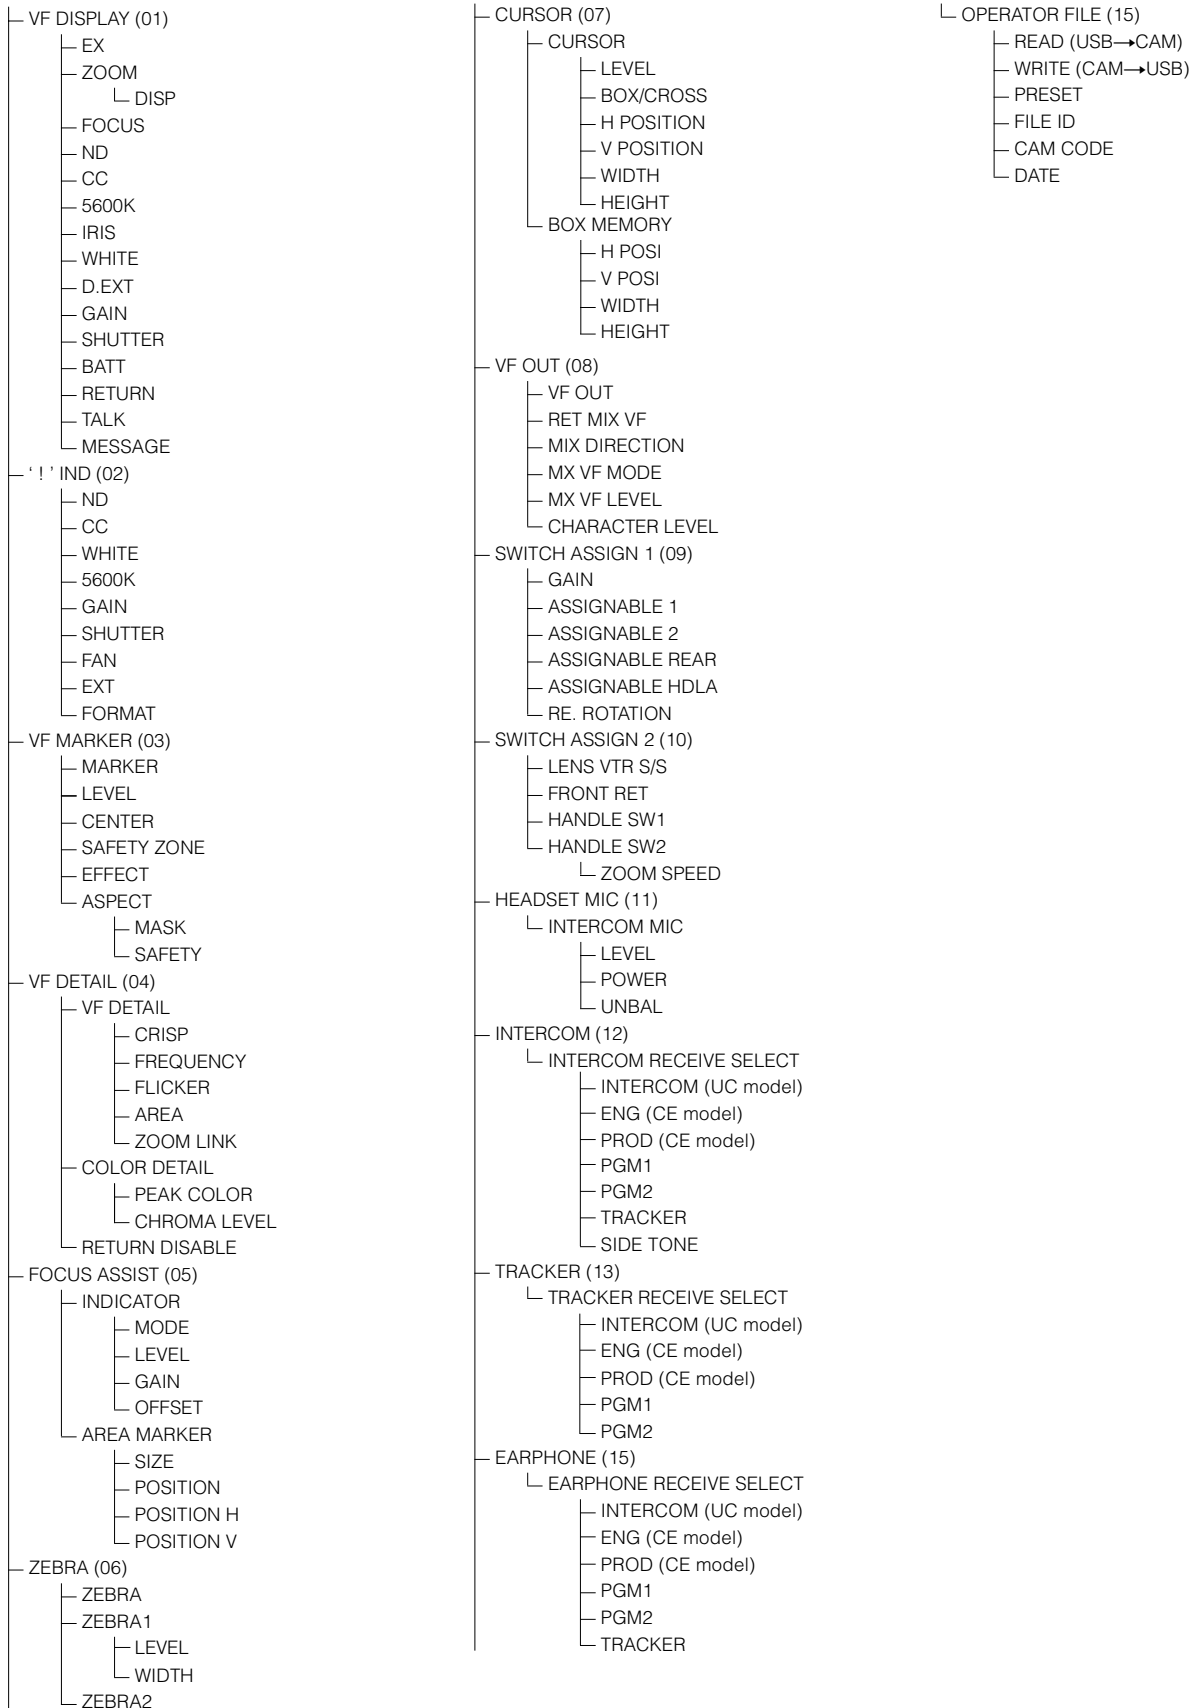 VF DISPLAY (01)
EX
ZOOM
DISP
FOCUS
ND
CC
5600K
IRIS
WHITE
D.EXT
GAIN
SHUTTER
BATT
RETURN
TALK
MESSAGE
‘ ! ’ IND (02)
ND
CC
WHITE
5600K
GAIN
SHUTTER
FAN
EXT
FORMAT
VF MARKER (03)
MARKER
LEVEL
CENTER
SAFETY ZONE
EFFECT
ASPECT
MASK
SAFETY
VF DETAIL (04)
VF DETAIL
CRISP
FREQUENCY
FLICKER
AREA
ZOOM LINK
COLOR DETAIL
PEAK COLOR
CHROMA LEVEL
RETURN DISABLE
FOCUS ASSIST (05)
INDICATOR
MODE
LEVEL
GAIN
OFFSET
AREA MARKER
SIZE
POSITION
POSITION H
POSITION V
ZEBRA (06)
ZEBRA
ZEBRA1
LEVEL
WIDTH
ZEBRA2
CURSOR (07)
CURSOR
LEVEL
BOX/CROSS
H POSITION
V POSITION
WIDTH
HEIGHT
BOX MEMORY
H POSI
V POSI
WIDTH
HEIGHT
VF OUT (08)
VF OUT
RET MIX VF
MIX DIRECTION
MX VF MODE
MX VF LEVEL
CHARACTER LEVEL
SWITCH ASSIGN 1 (09)
GAIN
ASSIGNABLE 1
ASSIGNABLE 2
ASSIGNABLE REAR
ASSIGNABLE HDLA
RE. ROTATION
SWITCH ASSIGN 2 (10)
LENS VTR S/S
FRONT RET
HANDLE SW1
HANDLE SW2
ZOOM SPEED
HEADSET MIC (11)
INTERCOM MIC
LEVEL
POWER
UNBAL
INTERCOM (12)
INTERCOM RECEIVE SELECT
INTERCOM (UC model)
ENG (CE model)
PROD (CE model)
PGM1
PGM2
TRACKER
SIDE TONE
TRACKER (13)
TRACKER RECEIVE SELECT
INTERCOM (UC model)
ENG (CE model)
PROD (CE model)
PGM1
PGM2
EARPHONE (15)
EARPHONE RECEIVE SELECT
INTERCOM (UC model)
ENG (CE model)
PROD (CE model)
PGM1
PGM2
TRACKER
OPERATOR FILE (15)
READ (USB→CAM)
WRITE (CAM→USB)
PRESET
FILE ID
CAM CODE
DATE